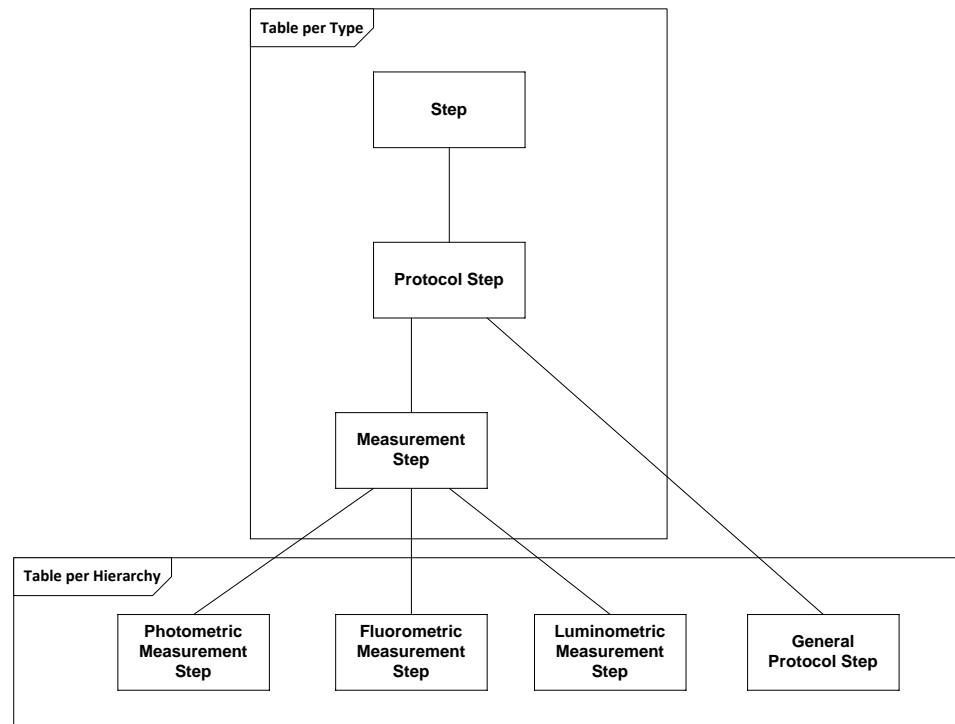 Table per Type
Step
Protocol Step
Measurement
Step
Table per Hierarchy
Photometric
Measurement
Step
Fluorometric
Measurement
Step
Luminometric
Measurement
Step
General
Protocol Step